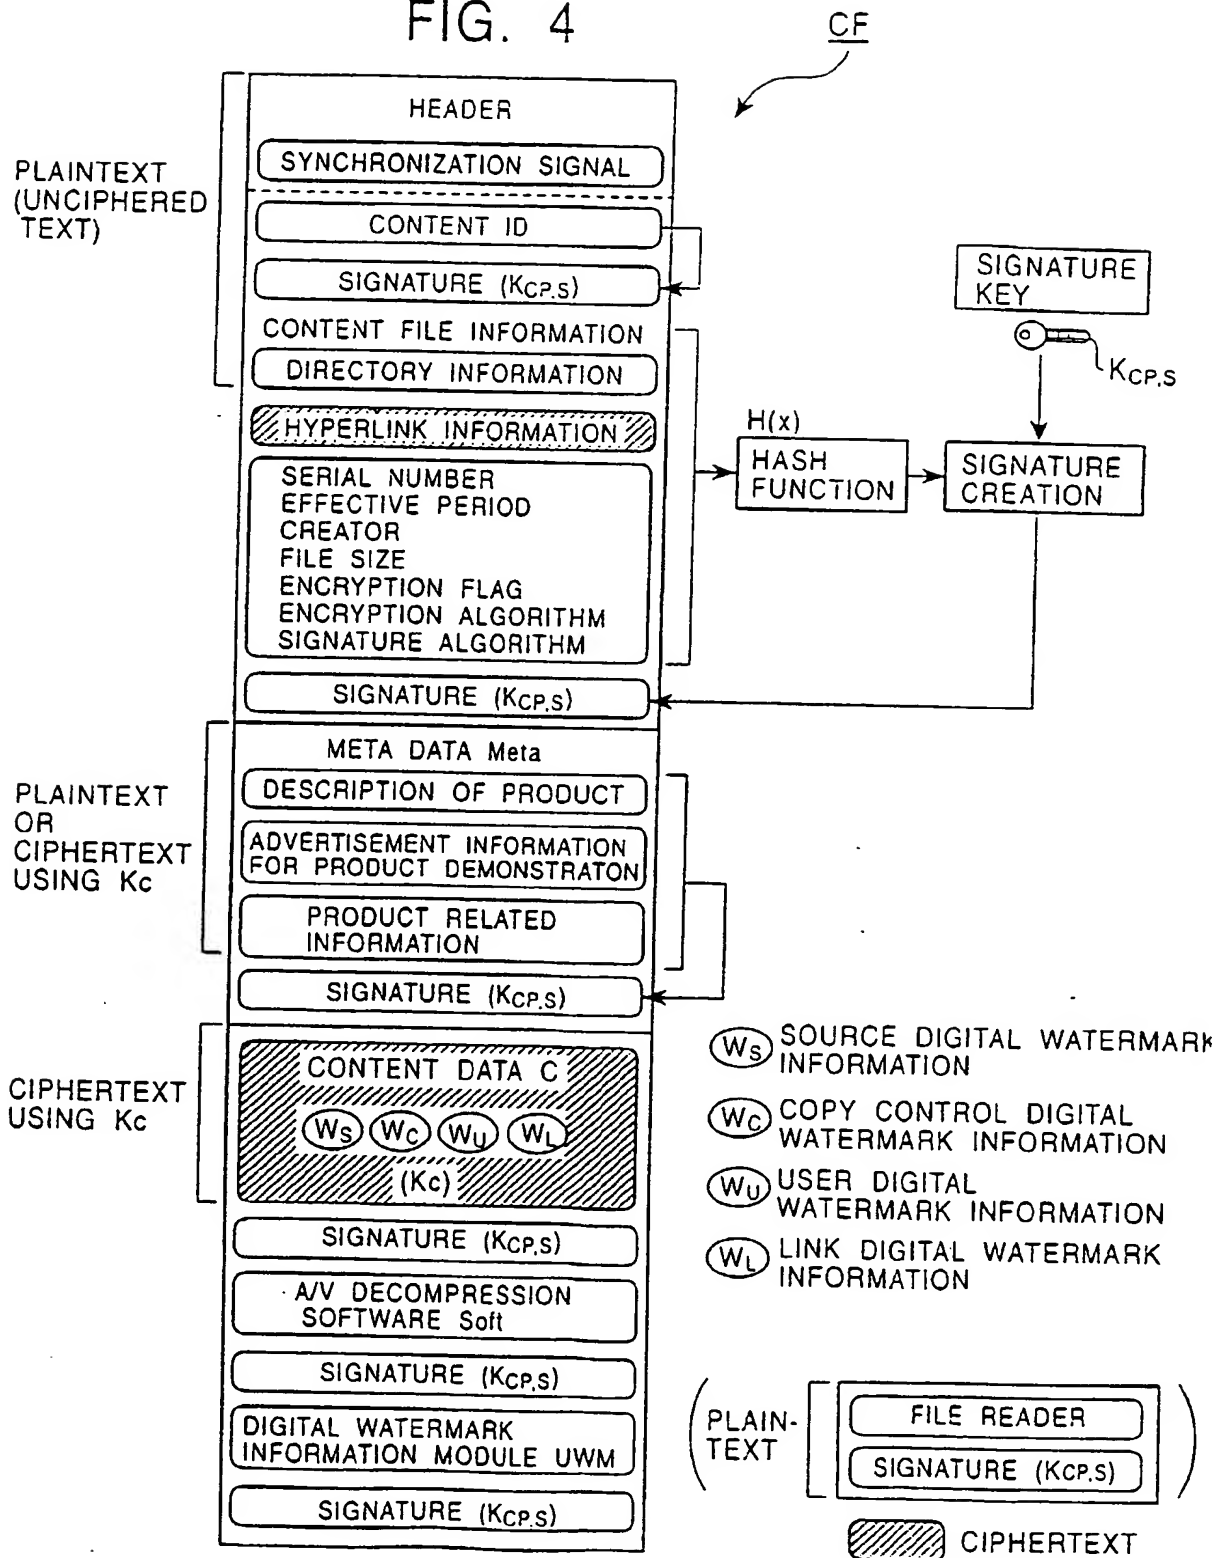 FIG. 4
CF
HEADER
SYNCHRONIZATION SIGNAL
PLAINTEXT
(UNCIPHERED
TEXT)
CONTENT ID
SIGNATURE (KCP,S)
CONTENT FILE INFORMATION
DIRECTORY INFORMATION
HYPERLINK INFORMATION
SERIAL NUMBER
EFFECTIVE PERIOD
CREATOR
FILE SIZE
ENCRYPTION FLAG
ENCRYPTION ALGORITHM
SIGNATURE ALGORITHM
SIGNATURE (KCP,S)
SIGNATURE
KEY
KCP,S
H(x)
HASH
FUNCTION
SIGNATURE
CREATION
PLAINTEXT
OR
CIPHERTEXT
USING Kc
META DATA Meta
DESCRIPTION OF PRODUCT
ADVERTISEMENT INFORMATION
FOR PRODUCT DEMONSTRATON
PRODUCT RELATED
INFORMATION
SIGNATURE (KCP,S)
CIPHERTEXT
USING Kc
CONTENT DATA C
WS WC WU WL
(Kc)
SIGNATURE (KCP,S)
A/V DECOMPRESSION
SOFTWARE Soft
SIGNATURE (KCP,S)
DIGITAL WATERMARK
INFORMATION MODULE UWM
SIGNATURE (KCP,S)
WS SOURCE DIGITAL WATERMARK
INFORMATION
WC COPY CONTROL DIGITAL
WATERMARK INFORMATION
WU USER DIGITAL
WATERMARK INFORMATION
WL LINK DIGITAL WATERMARK
INFORMATION
PLAIN-
TEXT
FILE READER
SIGNATURE (KCP,S)
CIPHERTEXT